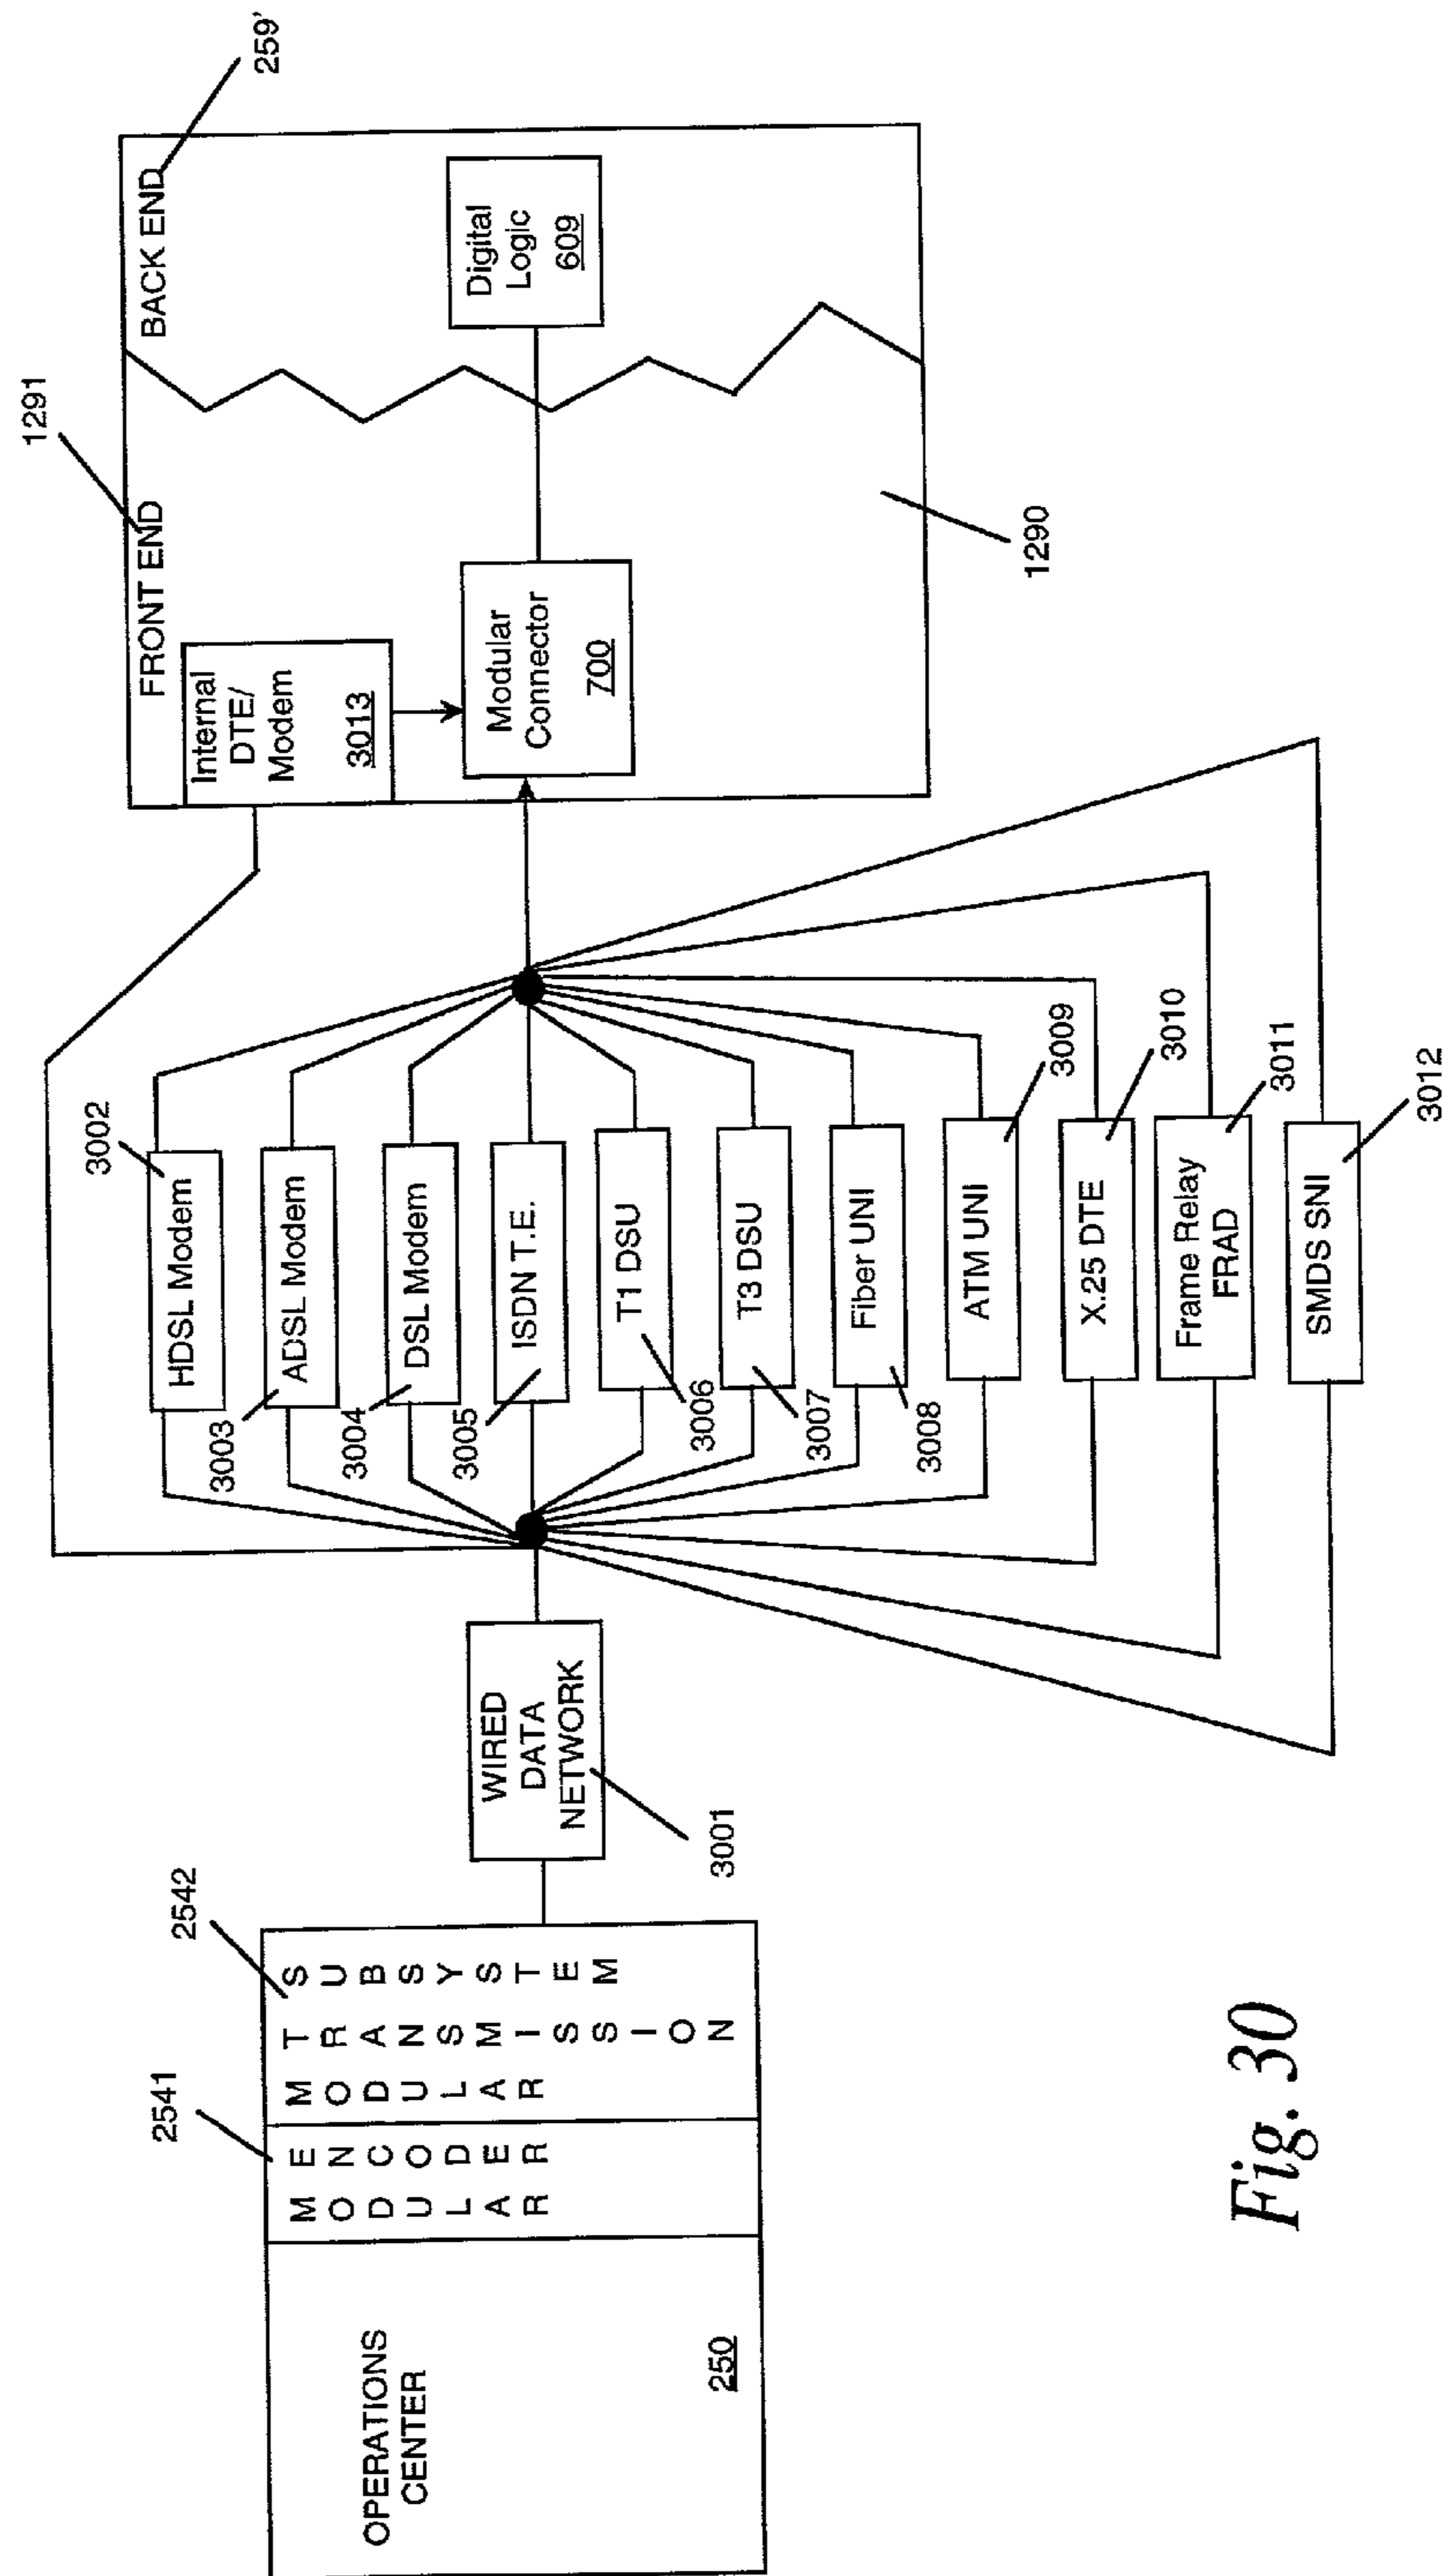 OPERATIONS
CENTER
250
MODULAR
ENCODER
2541
MODULAR
TRANSMISSION
SUBSYSTEM
2542
WIRED
DATA
NETWORK
3001
HDSL Modem
3002
ADSL Modem
3003
DSL Modem
3004
ISDN T.E.
3005
T1 DSU
3006
T3 DSU
3007
Fiber UNI
3008
ATM UNI
3009
X.25 DTE
3010
Frame Relay
FRAD
3011
SMDS SNI
3012
FRONT END
1291
Internal
DTE/
Modem
3013
Modular
Connector
700
1290
BACK END
259'
Digital
Logic
609
Fig. 30